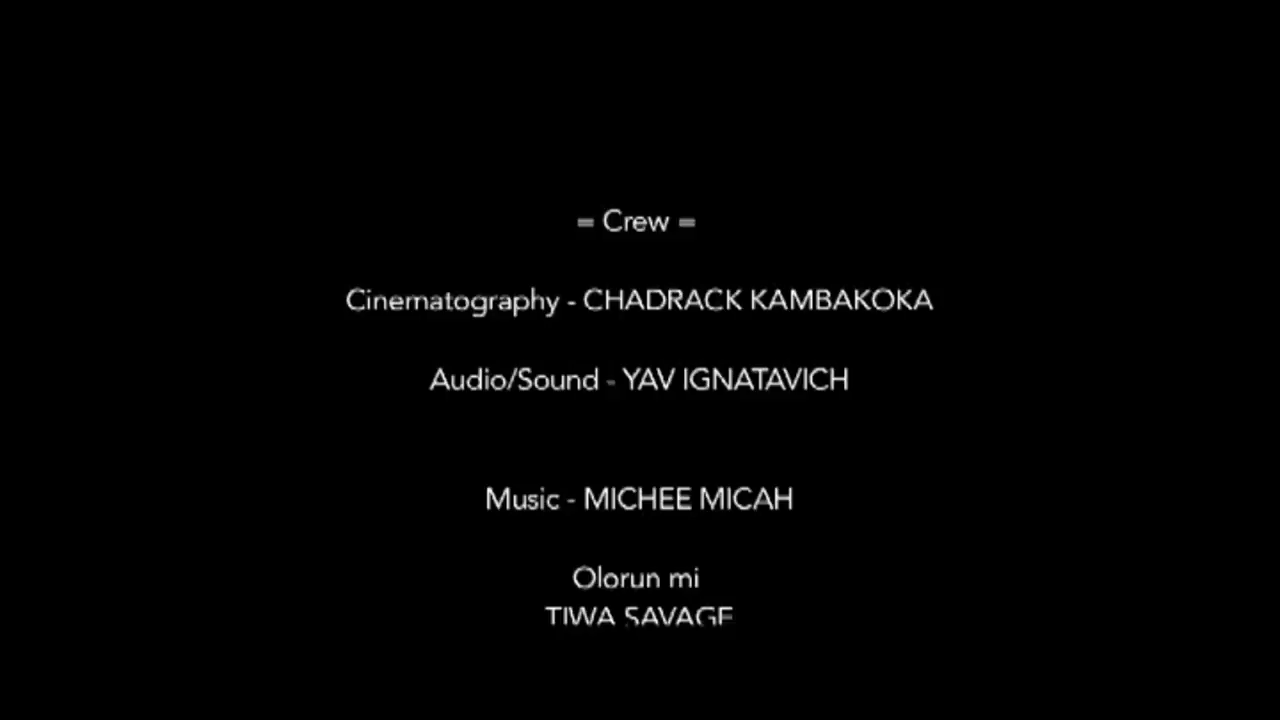 = Crew =
Cinematography - CHADRACK KAMBAKOKA
Audio/Sound - YAV IGNATAVICH
Music - MICHEE MICAH
Olorun mi
TIWA SAVAGE